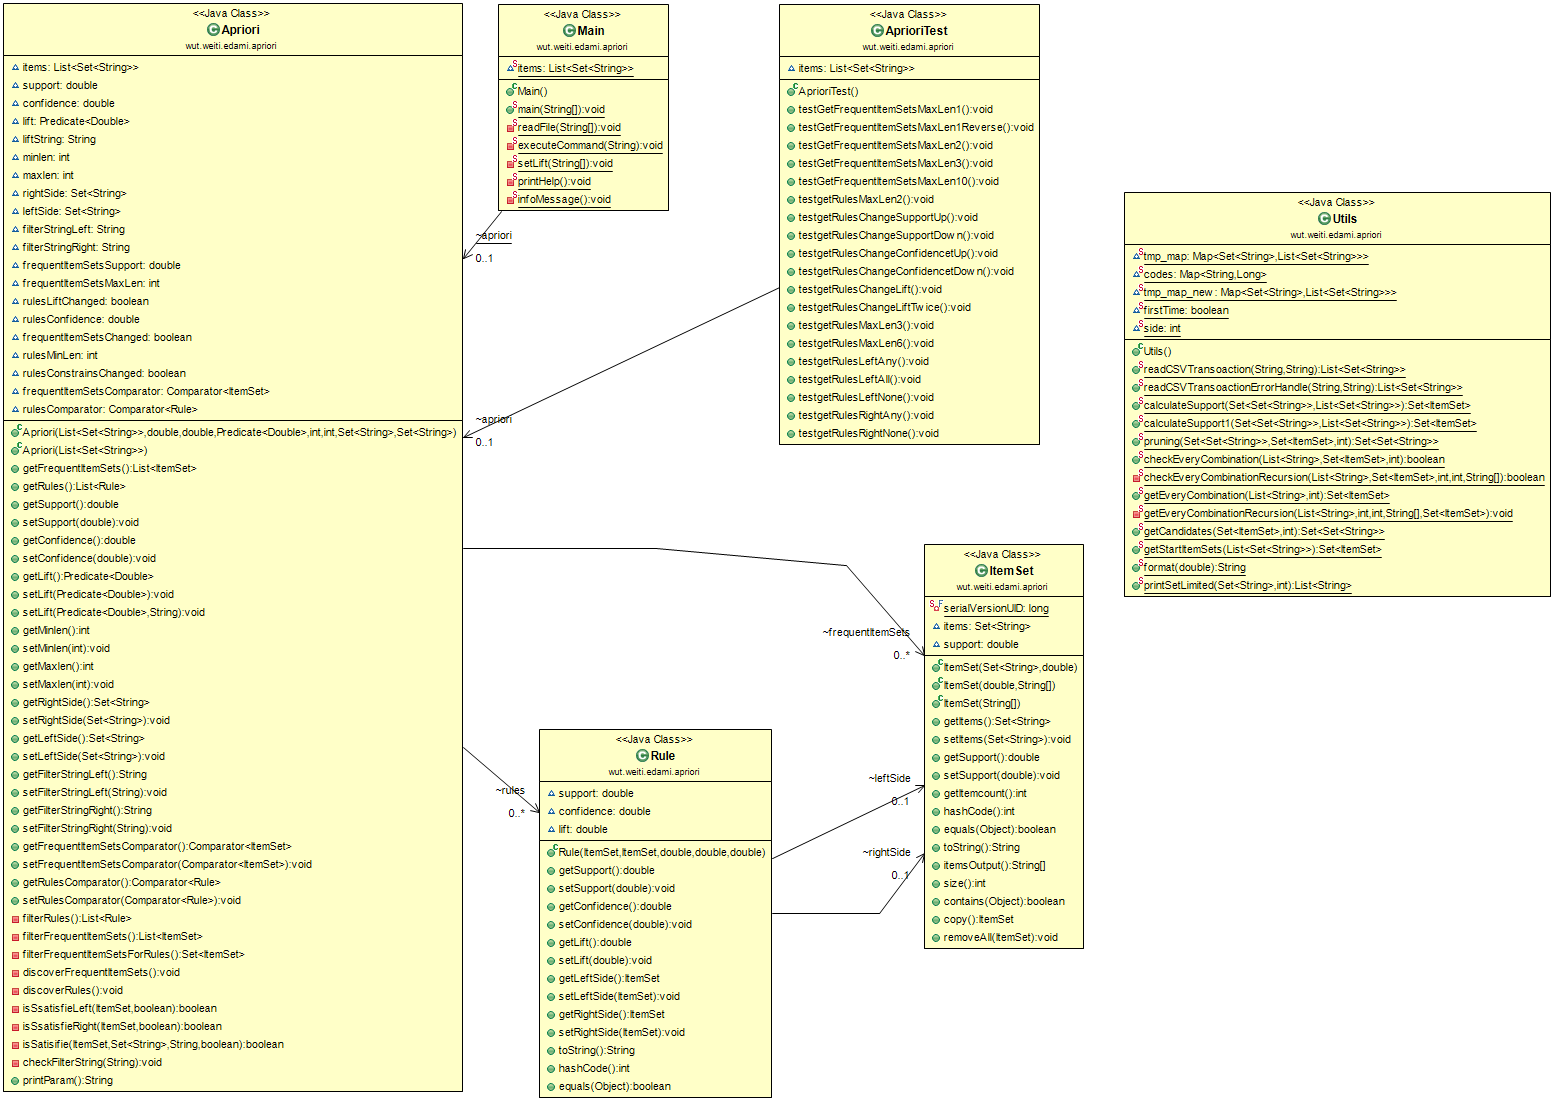 <<Java Class>>
Apriori
wut.weiti.edami.apriori
items: List<Set<String>>
support: double
confidence: double
lift: Predicate<Double>
liftString: String
minlen: int
maxlen: int
rightSide: Set<String>
leftSide: Set<String>
filterStringLeft: String
filterStringRight: String
frequentItemSetsSupport: double
frequentItemSetsMaxLen: int
rulesLiftChanged: boolean
rulesConfidence: double
frequentItemSetsChanged: boolean
rulesMinLen: int
rulesConstrainsChanged: boolean
frequentItemSetsComparator: Comparator<ItemSet>
rulesComparator: Comparator<Rule>
Apriori(List<Set<String>>,double,double,Predicate<Double>,int,int,Set<String>,Set<String>)
Apriori(List<Set<String>>)
getFrequentItemSets():List<ItemSet>
getRules():List<Rule>
getSupport():double
setSupport(double):void
getConfidence():double
setConfidence(double):void
getLift():Predicate<Double>
setLift(Predicate<Double>):void
setLift(Predicate<Double>,String):void
getMinlen():int
setMinlen(int):void
getMaxlen():int
setMaxlen(int):void
getRightSide():Set<String>
setRightSide(Set<String>):void
getLeftSide():Set<String>
setLeftSide(Set<String>):void
getFilterStringLeft():String
setFilterStringLeft(String):void
getFilterStringRight():String
setFilterStringRight(String):void
getFrequentItemSetsComparator():Comparator<ItemSet>
setFrequentItemSetsComparator(Comparator<ItemSet>):void
getRulesComparator():Comparator<Rule>
setRulesComparator(Comparator<Rule>):void
filterRules():List<Rule>
filterFrequentItemSets():List<ItemSet>
filterFrequentItemSetsForRules():Set<ItemSet>
discoverFrequentItemSets():void
discoverRules():void
isSsatisfieLeft(ItemSet,boolean):boolean
isSsatisfieRight(ItemSet,boolean):boolean
isSatisifie(ItemSet,Set<String>,String,boolean):boolean
checkFilterString(String):void
printParam():String
<<Java Class>>
Main
wut.weiti.edami.apriori
items: List<Set<String>>
Main()
main(String[]):void
readFile(String[]):void
executeCommand(String):void
setLift(String[]):void
printHelp():void
infoMessage():void
~apriori
0..1
<<Java Class>>
AprioriTest
wut.weiti.edami.apriori
items: List<Set<String>>
AprioriTest()
testGetFrequentItemSetsMaxLen1():void
testGetFrequentItemSetsMaxLen1Reverse():void
testGetFrequentItemSetsMaxLen2():void
testGetFrequentItemSetsMaxLen3():void
testGetFrequentItemSetsMaxLen10():void
testgetRulesMaxLen2():void
testgetRulesChangeSupportUp():void
testgetRulesChangeSupportDown():void
testgetRulesChangeConfidencetUp():void
testgetRulesChangeConfidencetDown():void
testgetRulesChangeLift():void
testgetRulesChangeLiftTwice():void
testgetRulesMaxLen3():void
testgetRulesMaxLen6():void
testgetRulesLeftAny():void
testgetRulesLeftAll():void
testgetRulesLeftNone():void
testgetRulesRightAny():void
testgetRulesRightNone():void
~apriori
0..1
<<Java Class>>
Utils
wut.weiti.edami.apriori
tmp_map: Map<Set<String>,List<Set<String>>>
codes: Map<String,Long>
tmp_map_new: Map<Set<String>,List<Set<String>>>
firstTime: boolean
side: int
Utils()
readCSVTransoaction(String,String):List<Set<String>>
readCSVTransoactionErrorHandle(String,String):List<Set<String>>
calculateSupport(Set<Set<String>>,List<Set<String>>):Set<ItemSet>
calculateSupport1(Set<Set<String>>,List<Set<String>>):Set<ItemSet>
pruning(Set<Set<String>>,Set<ItemSet>,int):Set<Set<String>>
checkEveryCombination(List<String>,Set<ItemSet>,int):boolean
checkEveryCombinationRecursion(List<String>,Set<ItemSet>,int,int,String[]):boolean
getEveryCombination(List<String>,int):Set<ItemSet>
getEveryCombinationRecursion(List<String>,int,int,String[],Set<ItemSet>):void
getCandidates(Set<ItemSet>,int):Set<Set<String>>
getStartItemSets(List<Set<String>>):Set<ItemSet>
format(double):String
printSetLimited(Set<String>,int):List<String>
<<Java Class>>
ItemSet
wut.weiti.edami.apriori
serialVersionUID: long
items: Set<String>
support: double
ItemSet(Set<String>,double)
ItemSet(double,String[])
ItemSet(String[])
getItems():Set<String>
setItems(Set<String>):void
getSupport():double
setSupport(double):void
getItemcount():int
hashCode():int
equals(Object):boolean
toString():String
itemsOutput():String[]
size():int
contains(Object):boolean
copy():ItemSet
removeAll(ItemSet):void
~frequentItemSets
0..*
~rules
0..*
<<Java Class>>
Rule
wut.weiti.edami.apriori
support: double
confidence: double
lift: double
Rule(ItemSet,ItemSet,double,double,double)
getSupport():double
setSupport(double):void
getConfidence():double
setConfidence(double):void
getLift():double
setLift(double):void
getLeftSide():ItemSet
setLeftSide(ItemSet):void
getRightSide():ItemSet
setRightSide(ItemSet):void
toString():String
hashCode():int
equals(Object):boolean
~leftSide
0..1
~rightSide
0..1